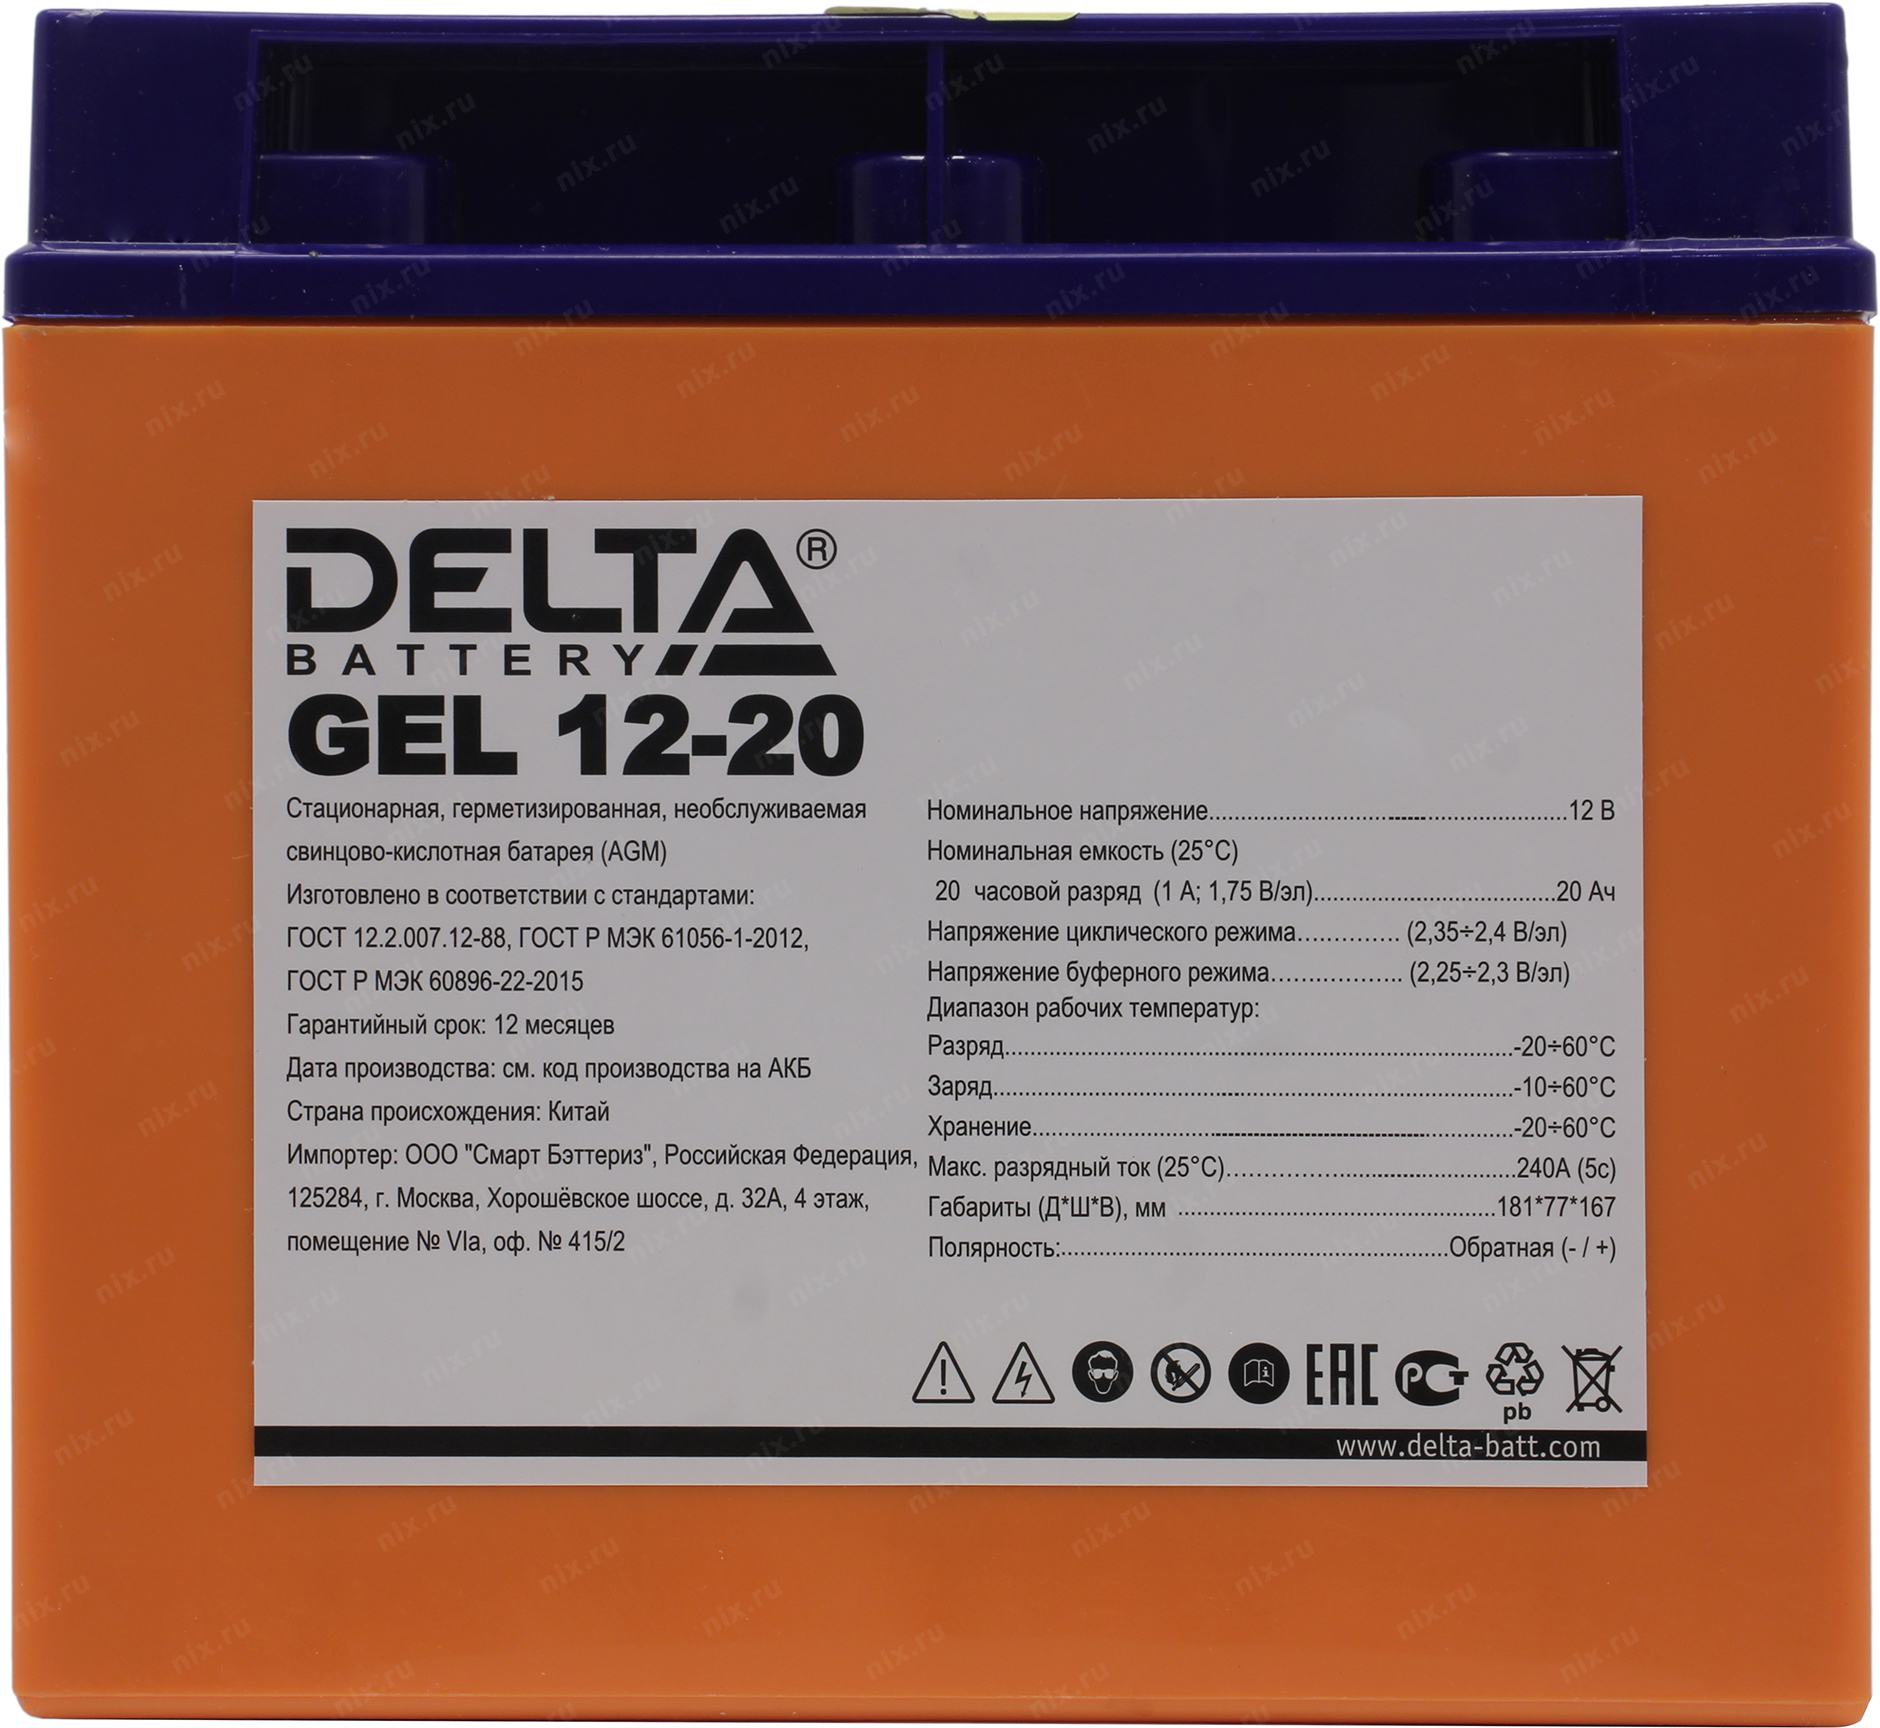 DELTA®
BATTERY
GEL 12-20
Стационарная, герметизированная, необслуживаемая
свинцово-кислотная батарея (AGM)
Изготовлено в соответствии с стандартами:
ГОСТ 12.2.007.12-88, ГОСТ Р МЭК 61056-1-2012,
ГОСТ Р МЭК 60896-22-2015
Гарантийный срок: 12 месяцев
Дата производства: см. код производства на АКБ
Страна происхождения: Китай
Импортер: ООО "Смарт Бэттериз", Российская Федерация,
125284, г. Москва, Хорошёвское шоссе, д. 32А, 4 этаж,
помещение № VIа, оф. № 415/2
Номинальное напряжение........................12 В
Номинальная емкость (25°С)
20 часовой разряд (1 А; 1,75 В/эл)........................20 Ач
Напряжение циклического режима.............. (2,35÷2,4 В/эл)
Напряжение буферного режима.................. (2,25÷2,3 В/эл)
Диапазон рабочих температур:
Разряд........................-20÷60°С
Заряд........................-10÷60°С
Хранение........................-20÷60°С
Макс. разрядный ток (25°С)........................240А (5с)
Габариты (Д*Ш*В), мм ........................181*77*167
Полярность:........................Обратная (- / +)
EAC
РСТ
pb
www.delta-batt.com
nix.ru